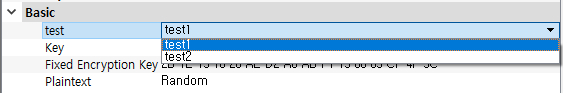 Basic
test test1
Key test1
test2
Fixed Encryption Key
Plaintext Random